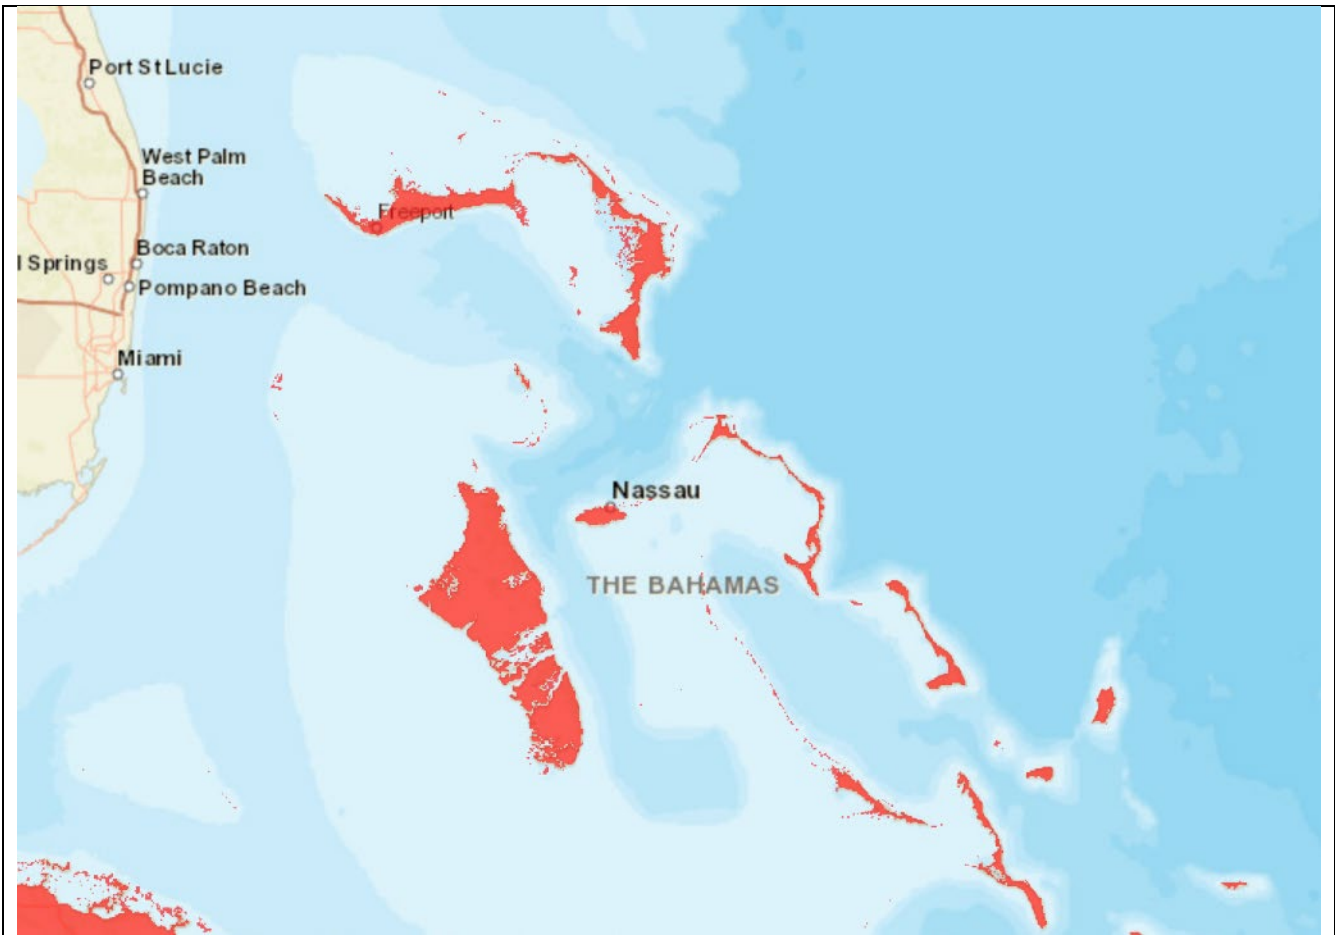 Port St Lucie
West Palm
Beach
Freeport
Boca Raton
l Springs
Pompano Beach
Miami
Nassau
THE BAHAMAS